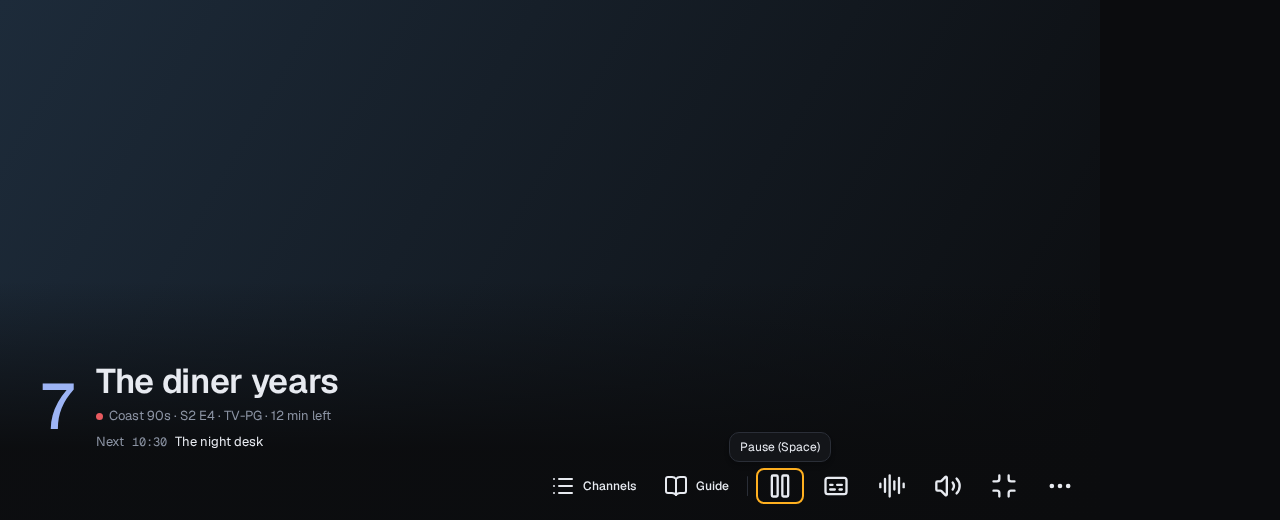 7
The diner years
Coast 90s · S2 E4 · TV-PG · 12 min left
Next 10:30 The night desk
Pause (Space)
Channels Guide